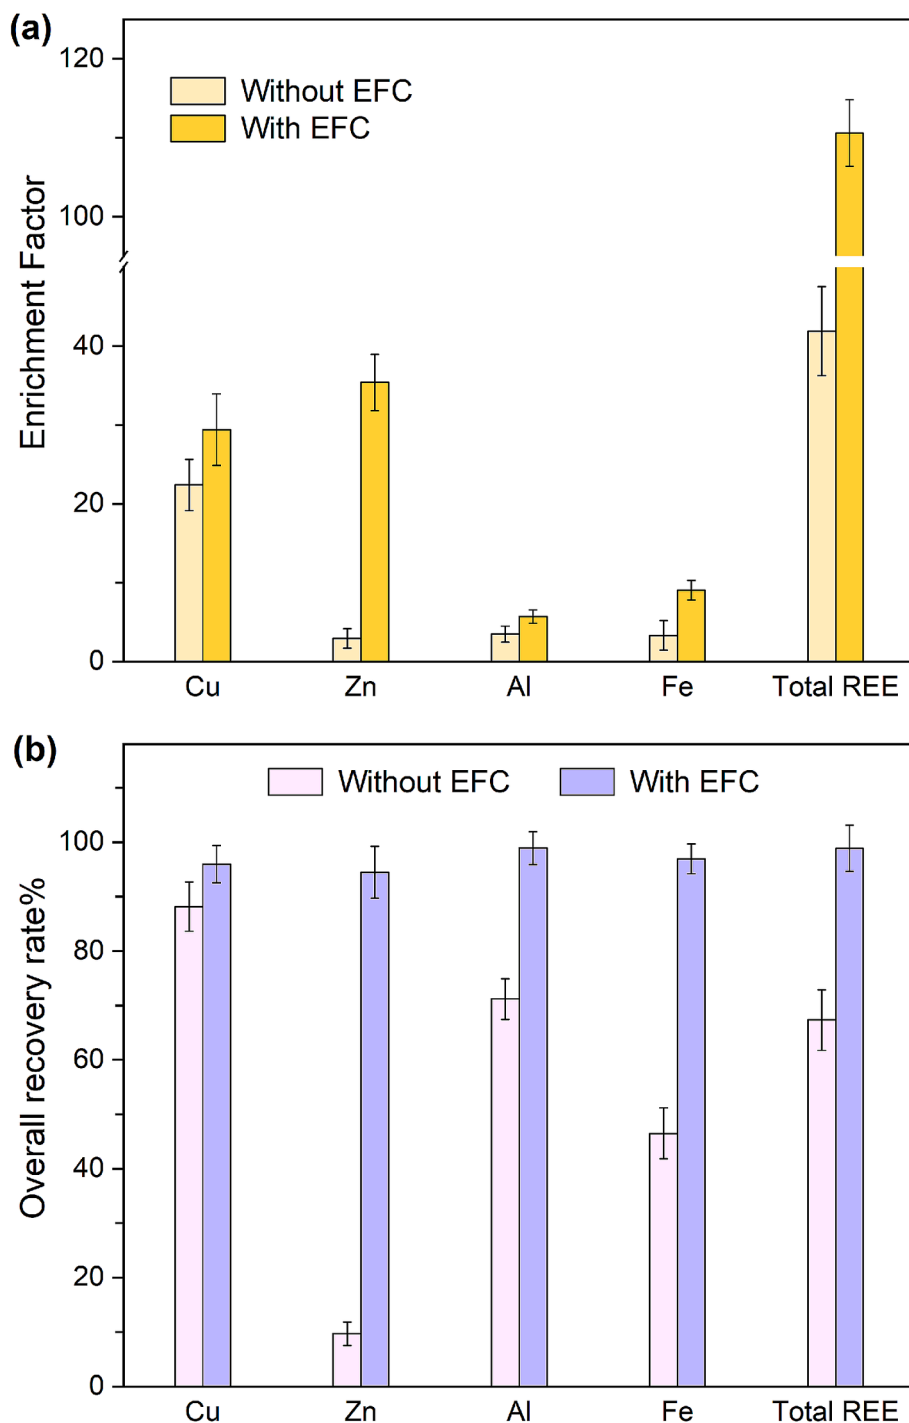 (a)
120
100
40
20
0
Enrichment Factor
Without EFC
With EFC
Cu Zn Al Fe Total REE
(b)
100
80
60
40
20
0
Overall recovery rate%
Without EFC With EFC
Cu Zn Al Fe Total REE